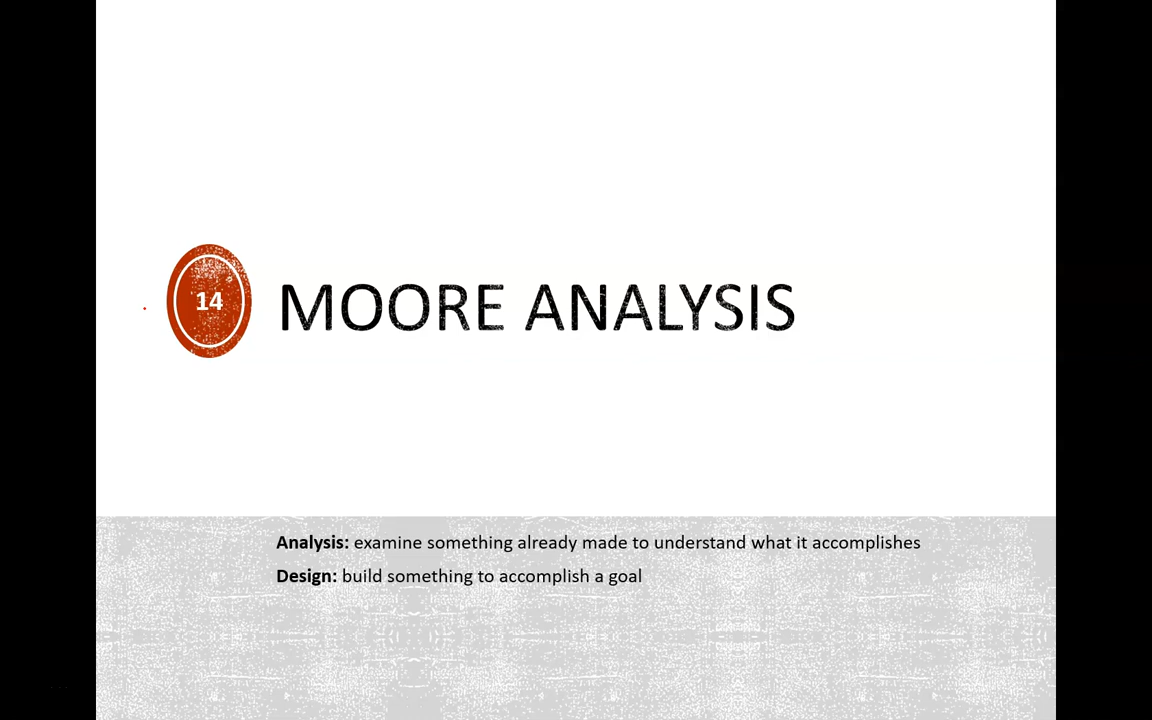 14
MOORE ANALYSIS
Analysis: examine something already made to understand what it accomplishes
Design: build something to accomplish a goal